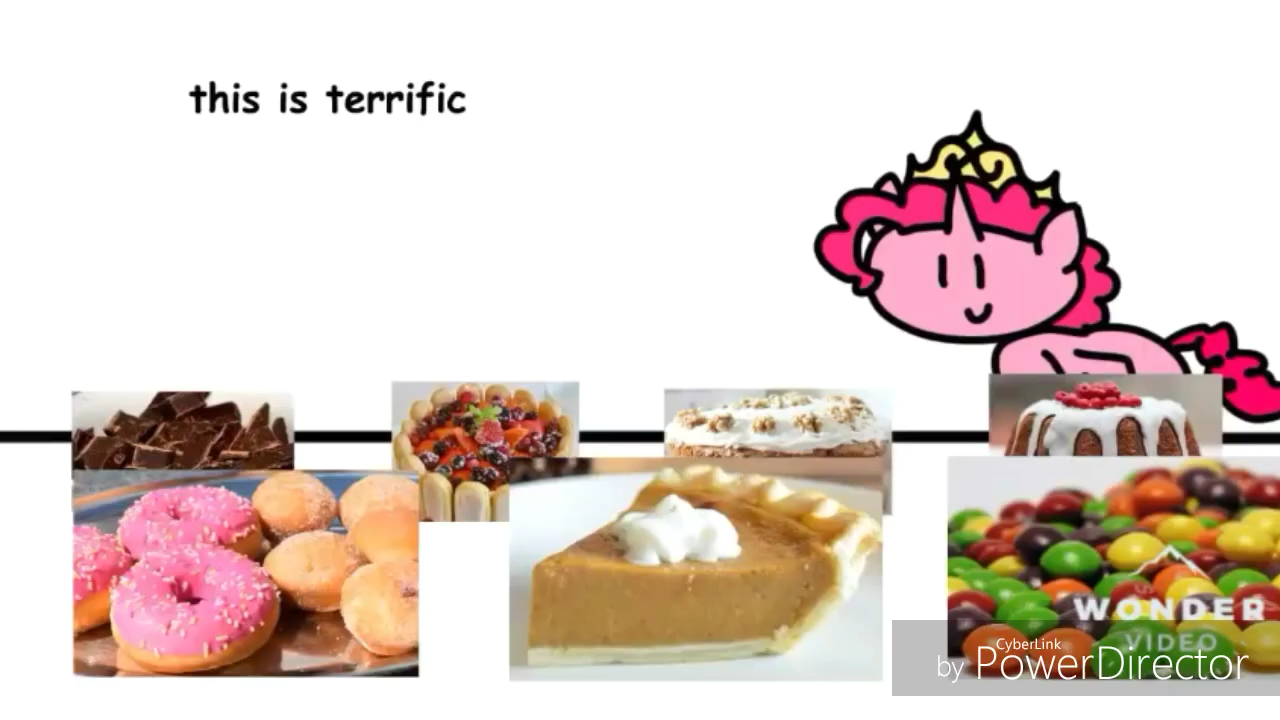 this is terrific
WONDER
VIDEO
CyberLink
by PowerDirector